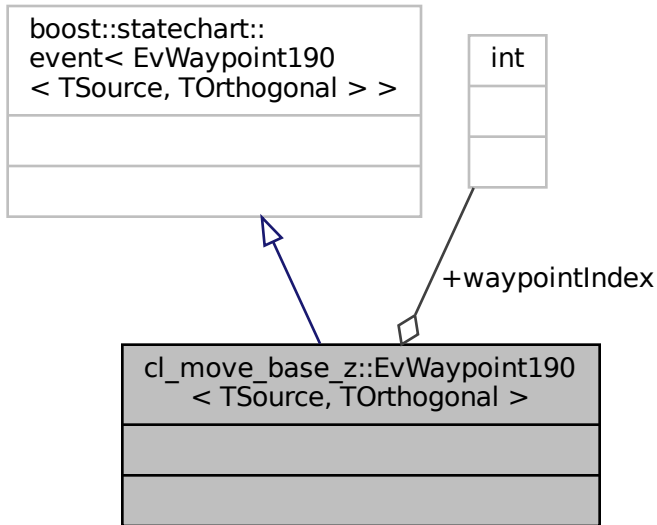 boost::statechart::
event< EvWaypoint190
< TSource, TOrthogonal > >
int
+waypointIndex
cl_move_base_z::EvWaypoint190
< TSource, TOrthogonal >